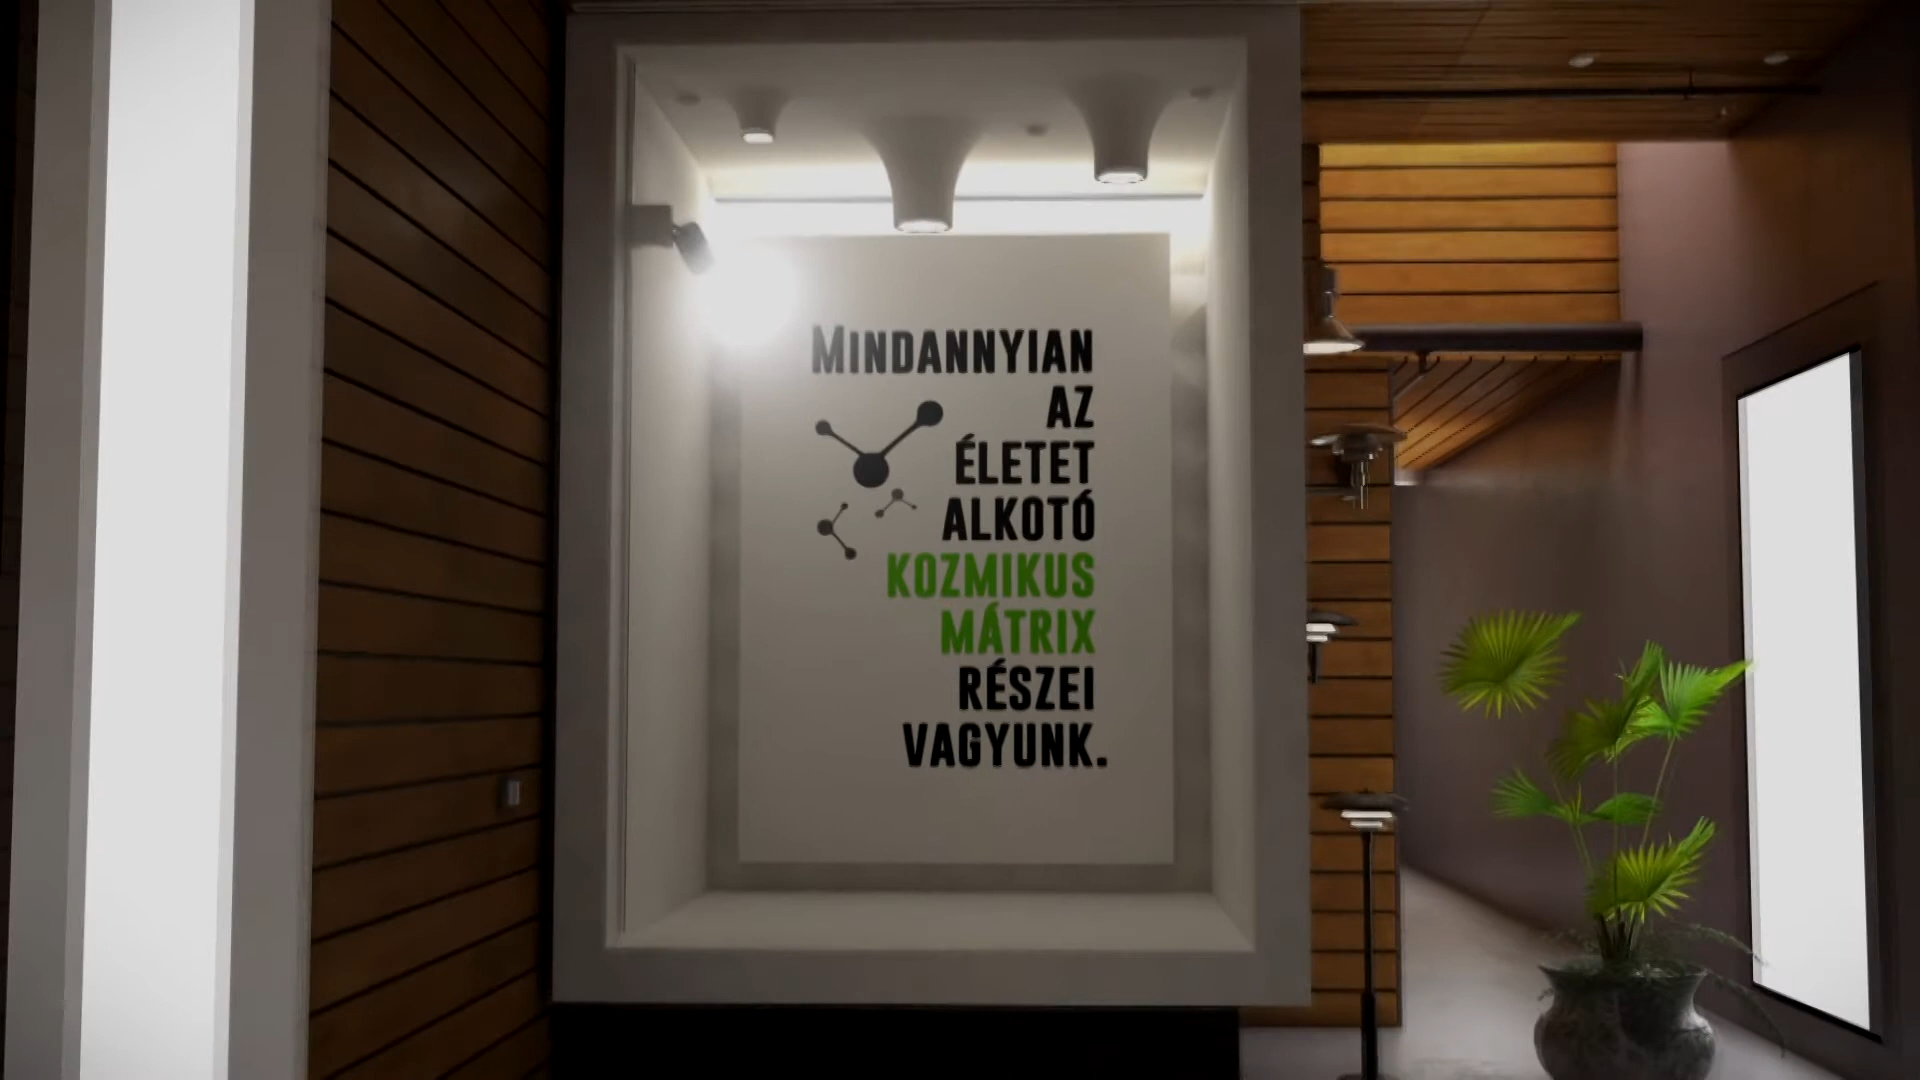 Mindannyian
az
életet
alkotó
kozmikus
mátrix
részei
vagyunk.